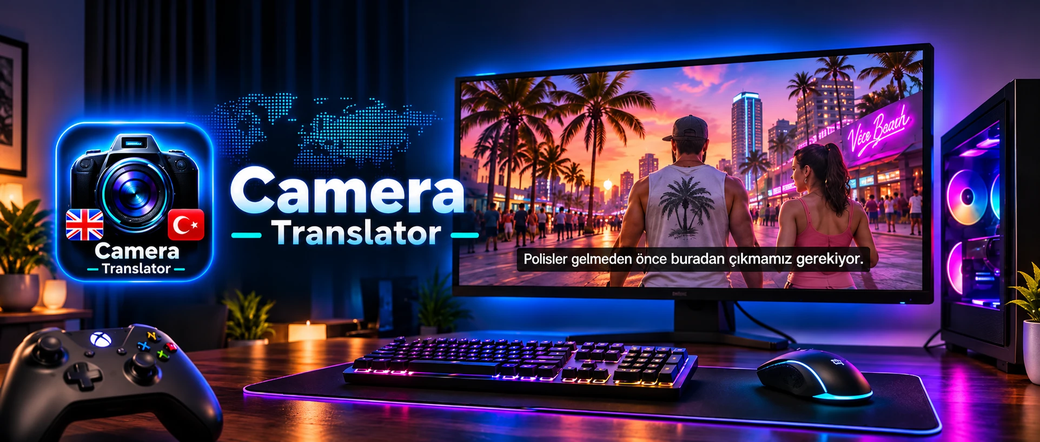 Camera
Translator
Camera
Translator
Vice Beach
Polisler gelmeden önce buradan çıkmamız gerekiyor.